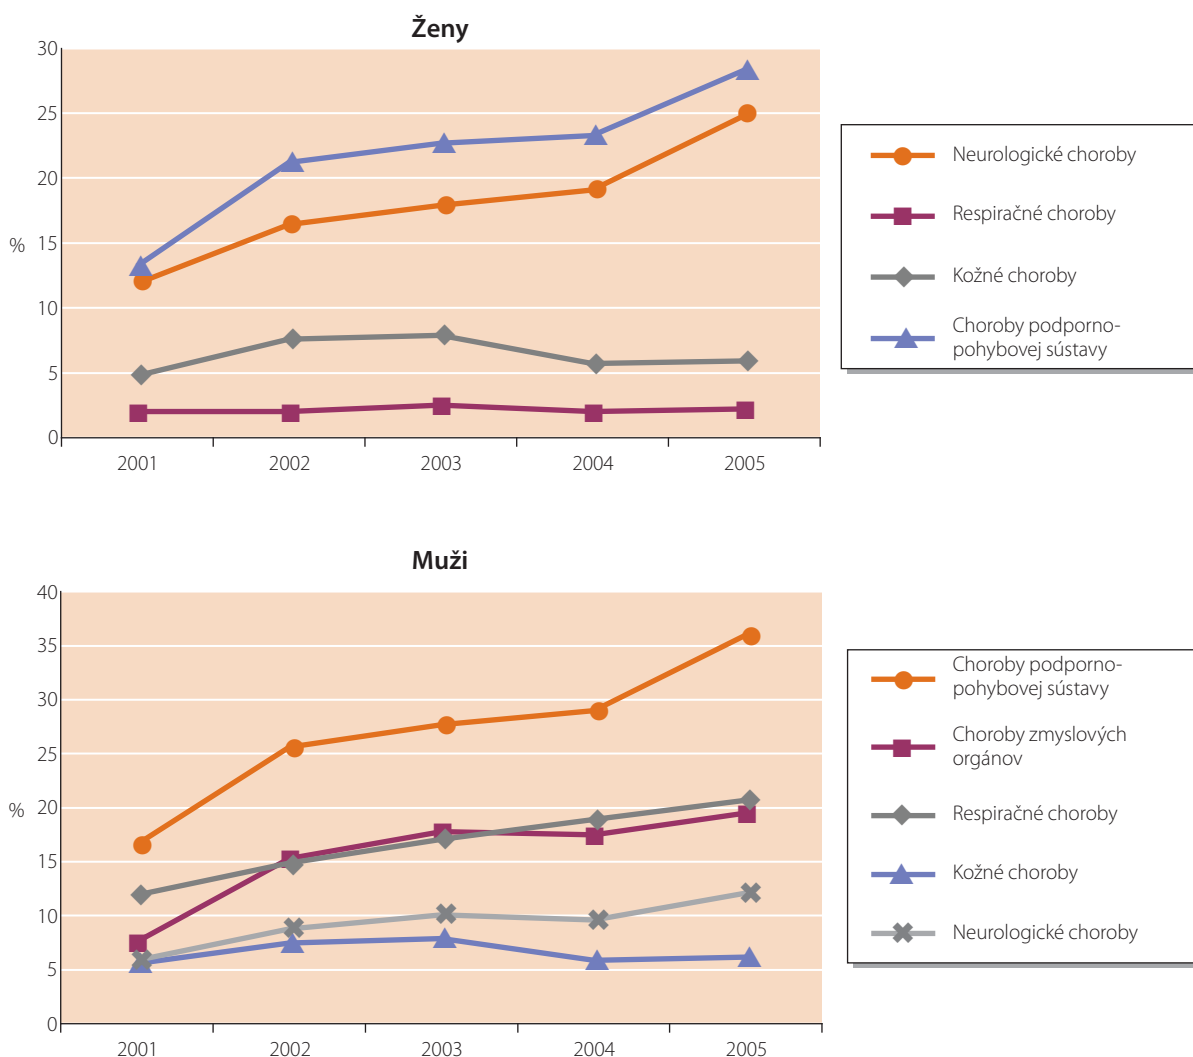 Ženy
30
25
20
15
10
5
0
%
2001 2002 2003 2004 2005
Neurologické choroby
Respiračné choroby
Kožné choroby
Choroby podporno-
pohybovej sústavy
Muži
40
35
30
25
20
15
10
5
0
%
2001 2002 2003 2004 2005
Choroby podporno-
pohybovej sústavy
Choroby zmyslových
orgánov
Respiračné choroby
Kožné choroby
Neurologické choroby